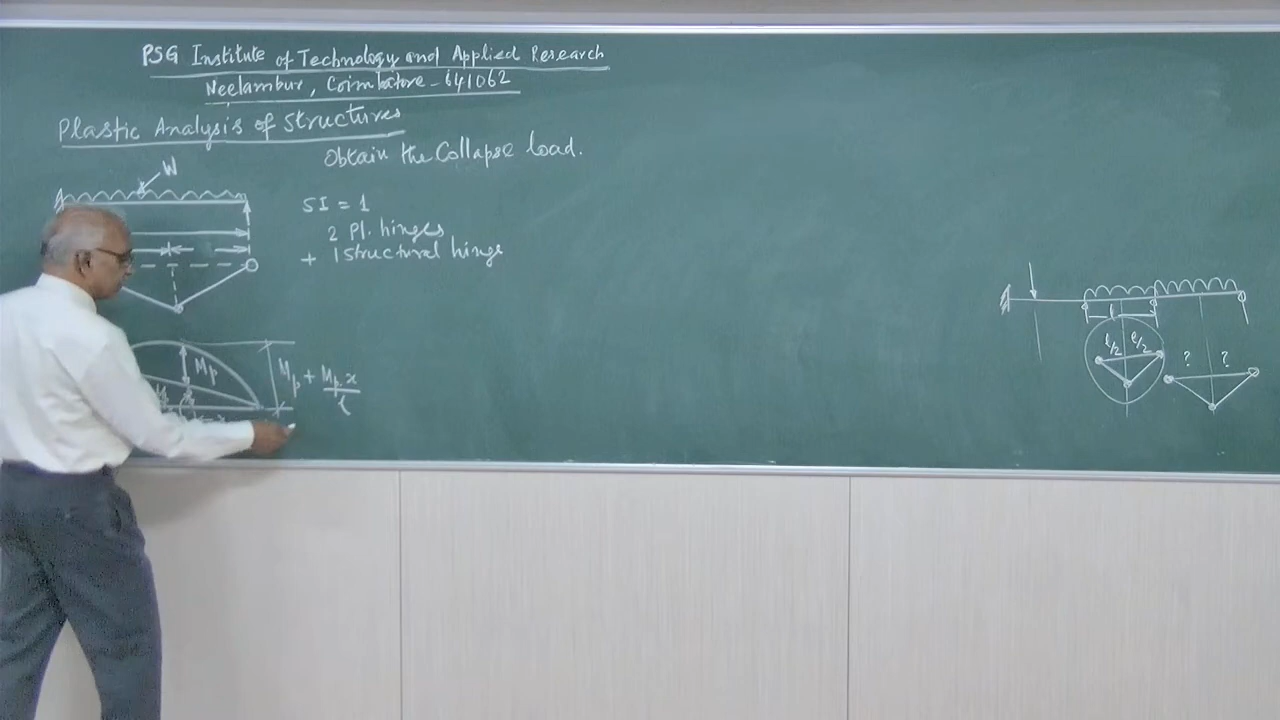 PSG Institute of Technology and Applied Research
Neelambur, Coimbatore - 641062
Plastic Analysis of Structures
Obtain the Collapse load.
W
SI = 1
2 Pl. hinges
+ 1 structural hinge
Mp
Mp + Mp x / l
l
l/2 l/2
? ?